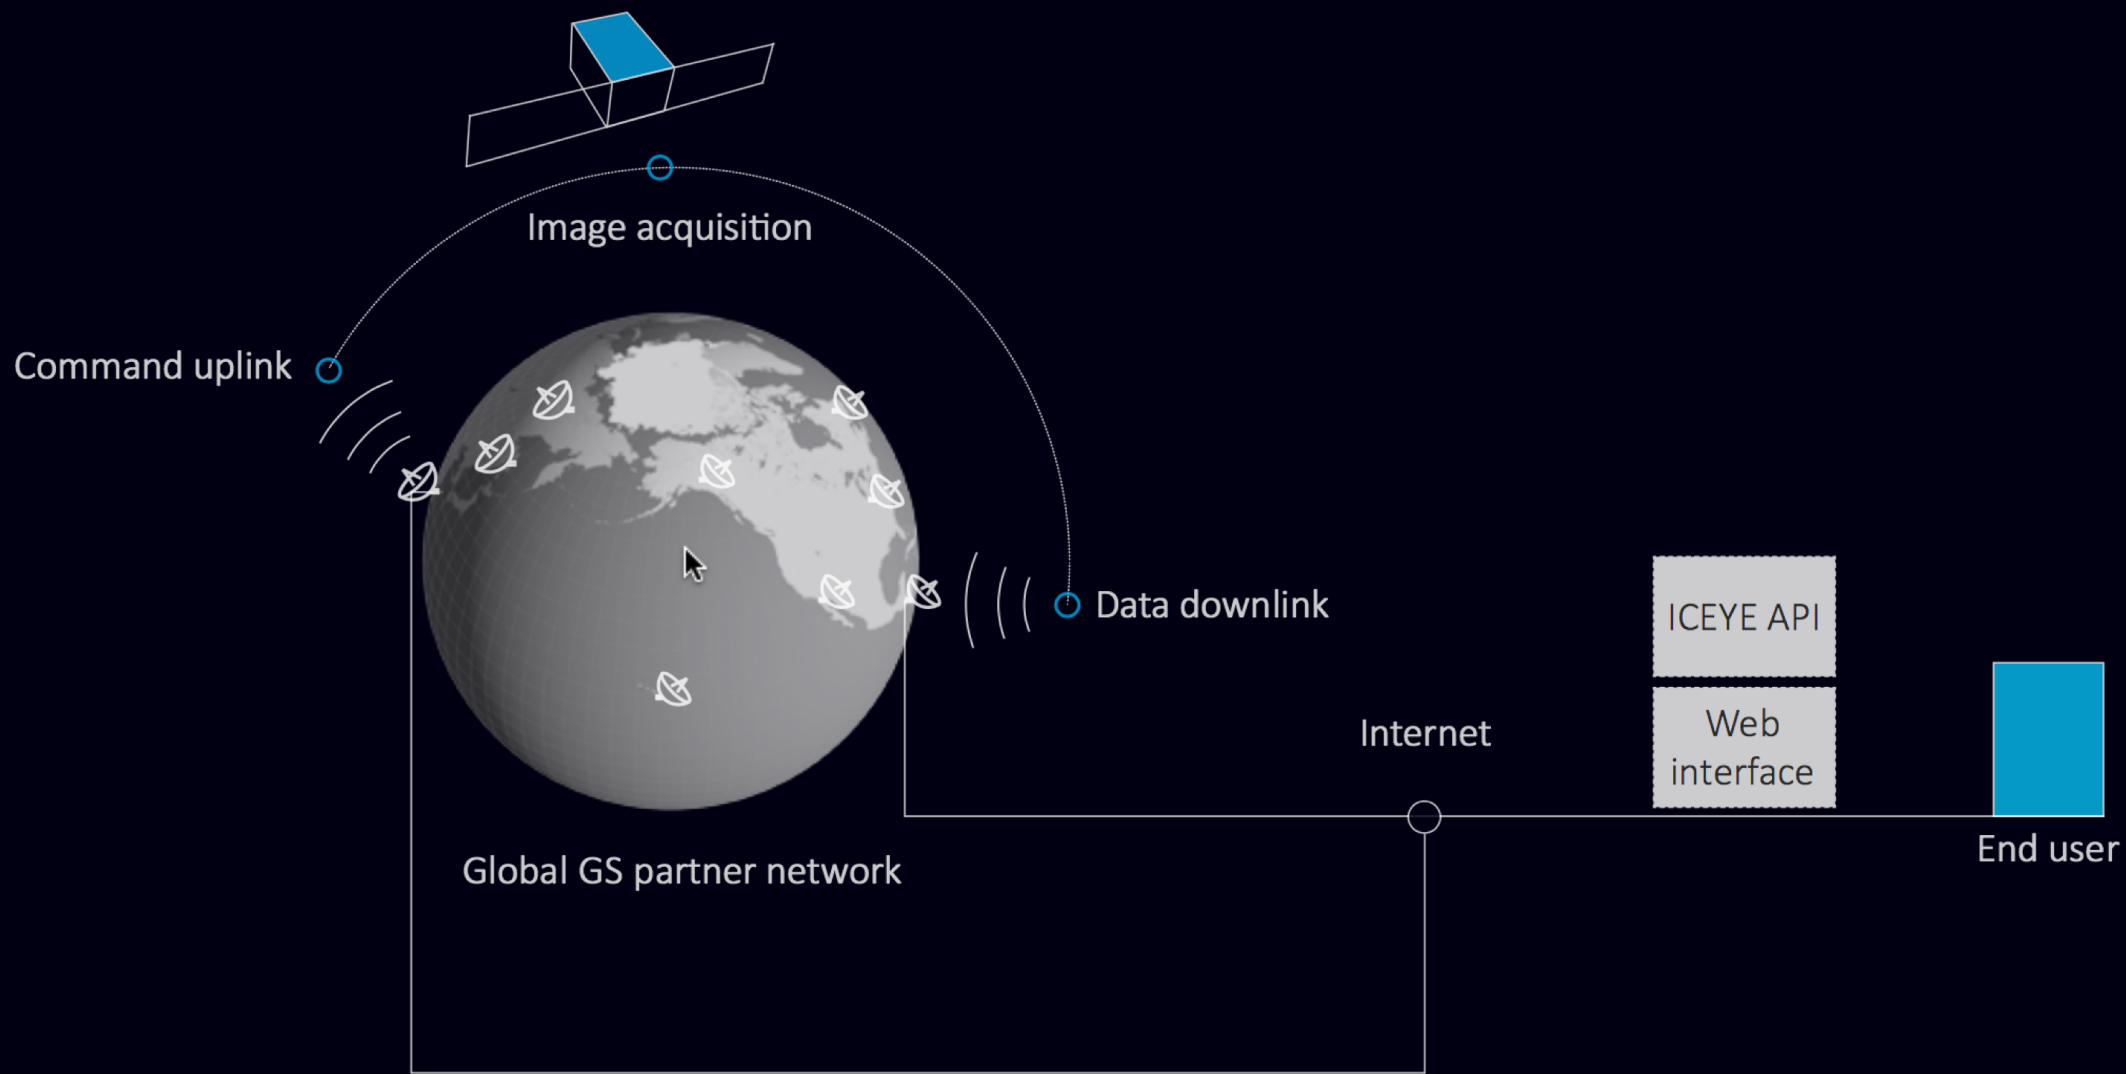 Image acquisition
Command uplink
Data downlink
ICEYE API
Web
interface
Internet
End user
Global GS partner network